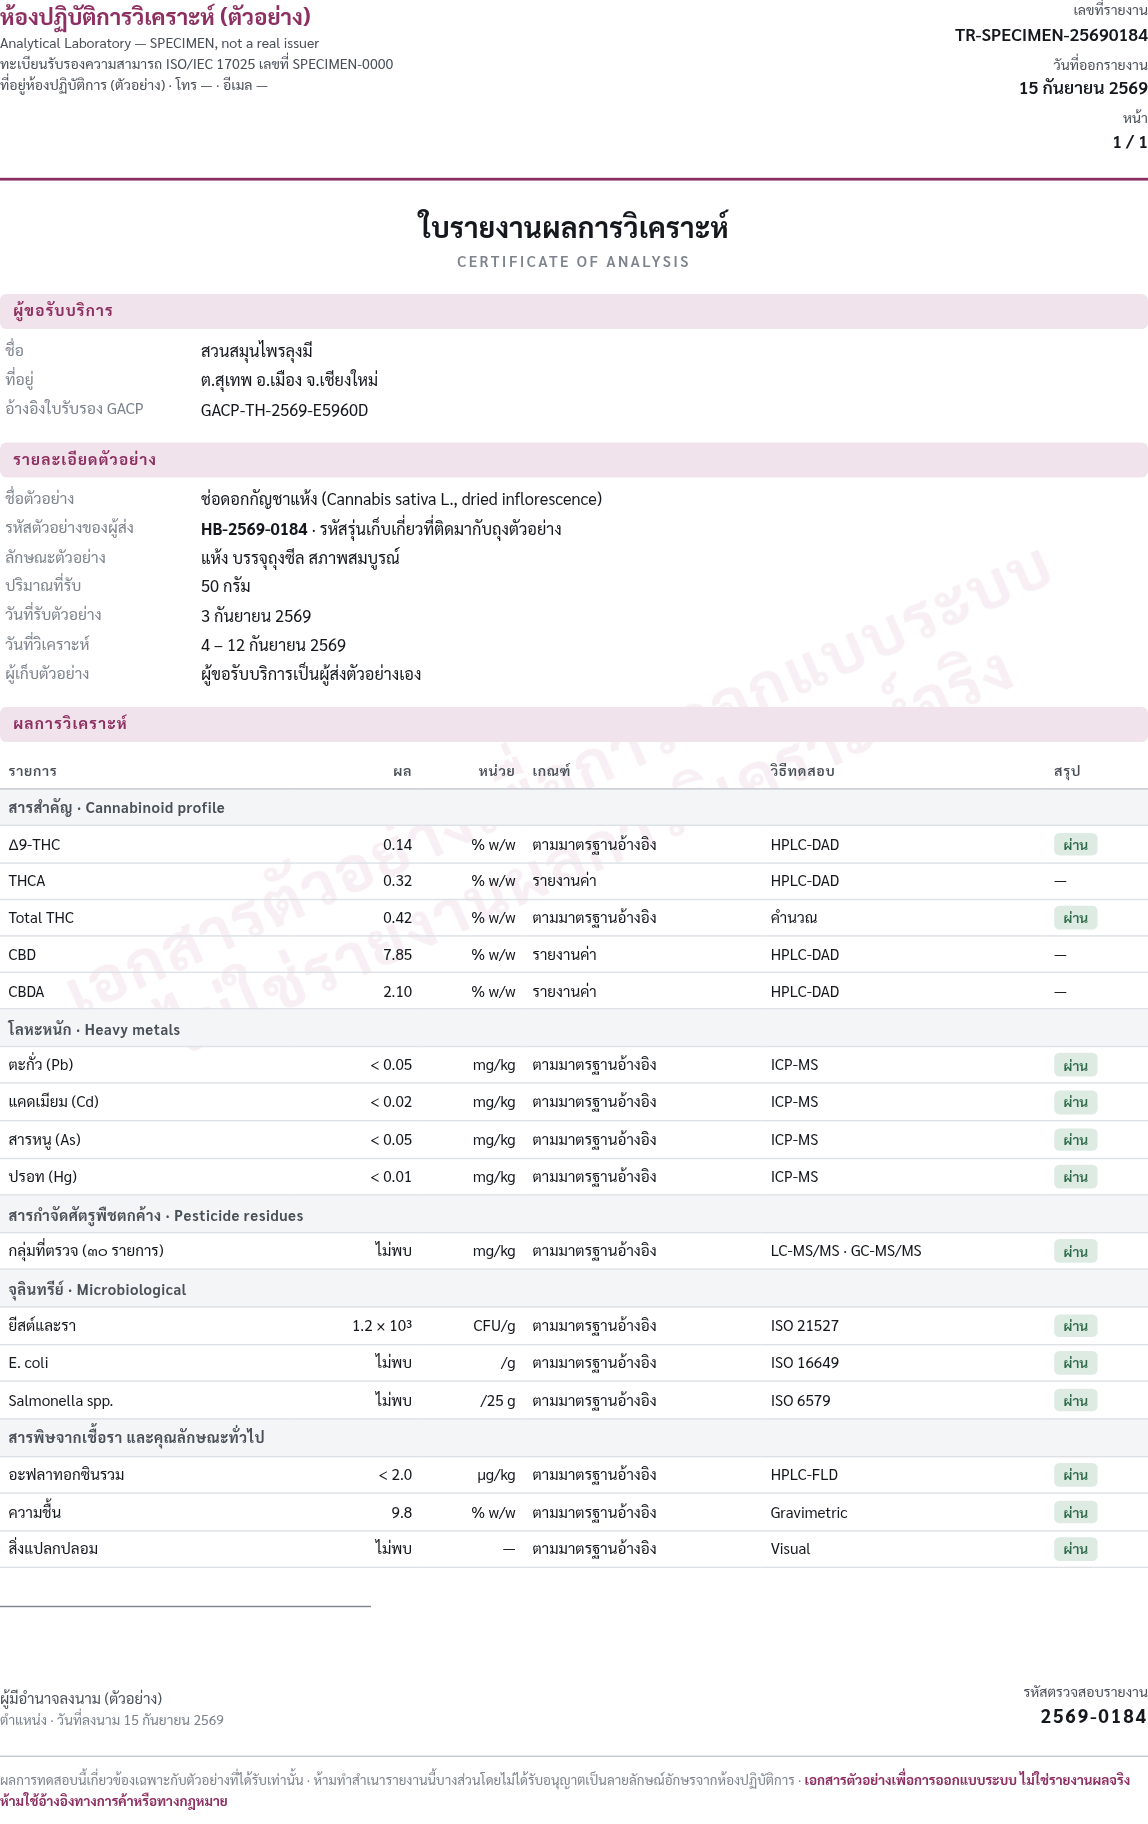 ห้องปฏิบัติการวิเคราะห์ (ตัวอย่าง)
Analytical Laboratory — SPECIMEN, not a real issuer
ทะเบียนรับรองความสามารถ ISO/IEC 17025 เลขที่ SPECIMEN-0000
ที่อยู่ห้องปฏิบัติการ (ตัวอย่าง) · โทร — · อีเมล —
เลขที่รายงาน
TR-SPECIMEN-25690184
วันที่ออกรายงาน
15 กันยายน 2569
หน้า
1 / 1
ใบรายงานผลการวิเคราะห์
CERTIFICATE OF ANALYSIS
ผู้ขอรับบริการ
ชื่อ สวนสมุนไพรลุงมี
ที่อยู่ ต.สุเทพ อ.เมือง จ.เชียงใหม่
อ้างอิงใบรับรอง GACP GACP-TH-2569-E5960D
รายละเอียดตัวอย่าง
ชื่อตัวอย่าง ช่อดอกกัญชาแห้ง (Cannabis sativa L., dried inflorescence)
รหัสตัวอย่างของผู้ส่ง HB-2569-0184 · รหัสรุ่นเก็บเกี่ยวที่ติดมากับถุงตัวอย่าง
ลักษณะตัวอย่าง แห้ง บรรจุถุงซีล สภาพสมบูรณ์
ปริมาณที่รับ 50 กรัม
วันที่รับตัวอย่าง 3 กันยายน 2569
วันที่วิเคราะห์ 4 – 12 กันยายน 2569
ผู้เก็บตัวอย่าง ผู้ขอรับบริการเป็นผู้ส่งตัวอย่างเอง
ผลการวิเคราะห์
รายการ ผล หน่วย เกณฑ์ วิธีทดสอบ สรุป
สารสำคัญ · Cannabinoid profile
Δ9-THC 0.14 % w/w ตามมาตรฐานอ้างอิง HPLC-DAD ผ่าน
THCA 0.32 % w/w รายงานค่า HPLC-DAD —
Total THC 0.42 % w/w ตามมาตรฐานอ้างอิง คำนวณ ผ่าน
CBD 7.85 % w/w รายงานค่า HPLC-DAD —
CBDA 2.10 % w/w รายงานค่า HPLC-DAD —
โลหะหนัก · Heavy metals
ตะกั่ว (Pb) < 0.05 mg/kg ตามมาตรฐานอ้างอิง ICP-MS ผ่าน
แคดเมียม (Cd) < 0.02 mg/kg ตามมาตรฐานอ้างอิง ICP-MS ผ่าน
สารหนู (As) < 0.05 mg/kg ตามมาตรฐานอ้างอิง ICP-MS ผ่าน
ปรอท (Hg) < 0.01 mg/kg ตามมาตรฐานอ้างอิง ICP-MS ผ่าน
สารกำจัดศัตรูพืชตกค้าง · Pesticide residues
กลุ่มที่ตรวจ (๓๐ รายการ) ไม่พบ mg/kg ตามมาตรฐานอ้างอิง LC-MS/MS · GC-MS/MS ผ่าน
จุลินทรีย์ · Microbiological
ยีสต์และรา 1.2 × 10³ CFU/g ตามมาตรฐานอ้างอิง ISO 21527 ผ่าน
E. coli ไม่พบ /g ตามมาตรฐานอ้างอิง ISO 16649 ผ่าน
Salmonella spp. ไม่พบ /25 g ตามมาตรฐานอ้างอิง ISO 6579 ผ่าน
สารพิษจากเชื้อรา และคุณลักษณะทั่วไป
อะฟลาทอกซินรวม < 2.0 µg/kg ตามมาตรฐานอ้างอิง HPLC-FLD ผ่าน
ความชื้น 9.8 % w/w ตามมาตรฐานอ้างอิง Gravimetric ผ่าน
สิ่งแปลกปลอม ไม่พบ — ตามมาตรฐานอ้างอิง Visual ผ่าน
ผู้มีอำนาจลงนาม (ตัวอย่าง)
ตำแหน่ง · วันที่ลงนาม 15 กันยายน 2569
รหัสตรวจสอบรายงาน
2569-0184
ผลการทดสอบนี้เกี่ยวข้องเฉพาะกับตัวอย่างที่ได้รับเท่านั้น · ห้ามทำสำเนารายงานนี้บางส่วนโดยไม่ได้รับอนุญาตเป็นลายลักษณ์อักษรจากห้องปฏิบัติการ · เอกสารตัวอย่างเพื่อการออกแบบระบบ ไม่ใช่รายงานผลจริง
ห้ามใช้อ้างอิงทางการค้าหรือทางกฎหมาย
เอกสารตัวอย่างเพื่อการออกแบบระบบ
ไม่ใช่รายงานผลการวิเคราะห์จริง